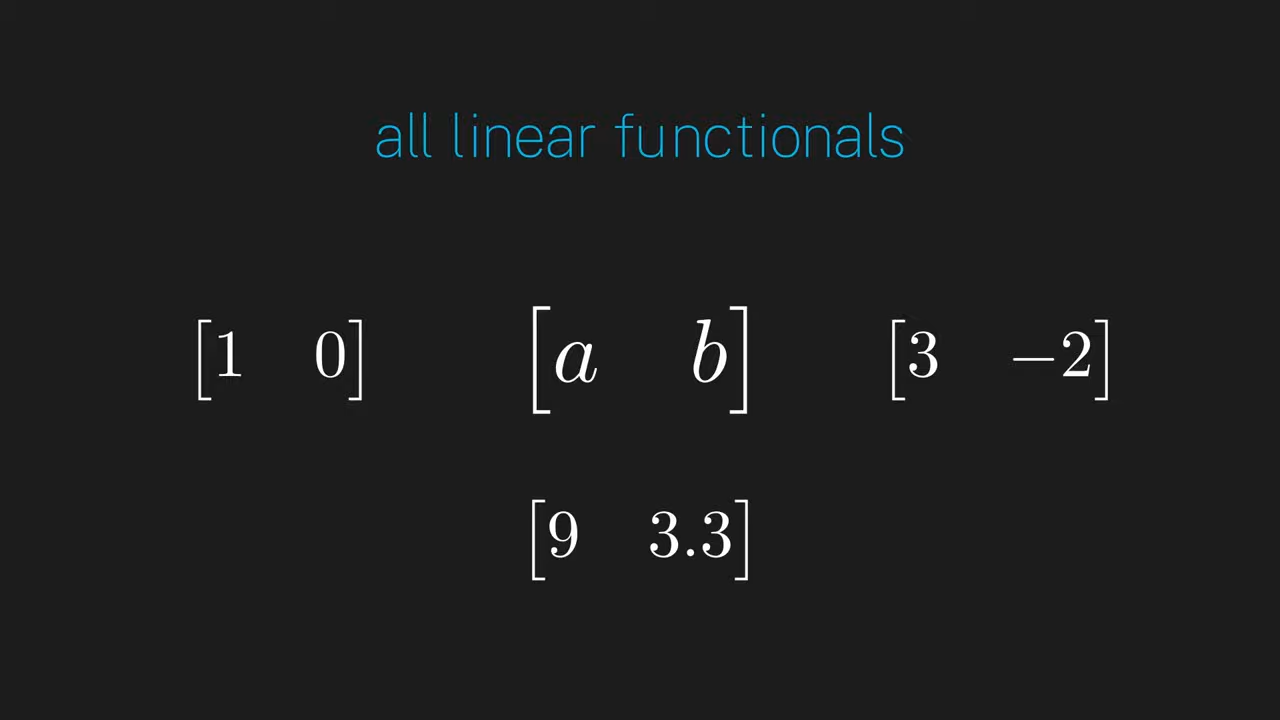 all linear functionals
[1 0] [a b] [3 −2]
[9 3.3]